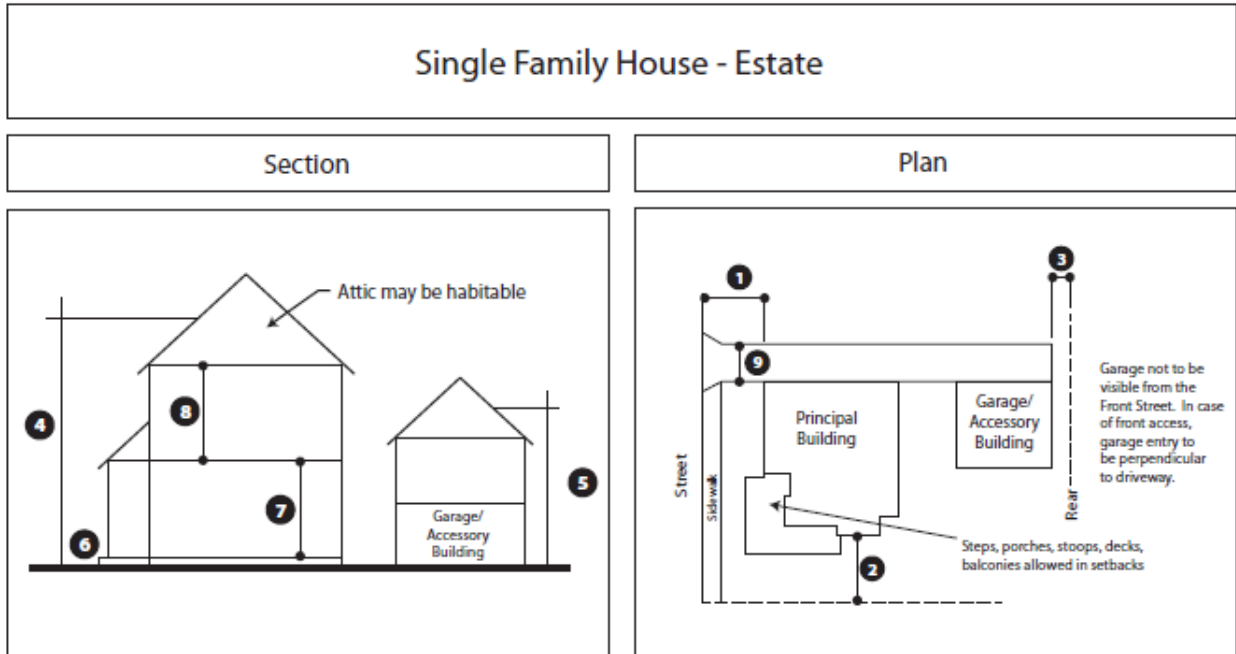 Single Family House - Estate
Section
Plan
Attic may be habitable
4
8
7
6
5
Garage/
Accessory
Building
1
3
9
Principal
Building
Garage/
Accessory
Building
Garage not to be
visible from the
Front Street. In case
of front access,
garage entry to
be perpendicular
to driveway.
Street
Sidewalk
Rear
Steps, porches, stoops, decks,
balconies allowed in setbacks
2